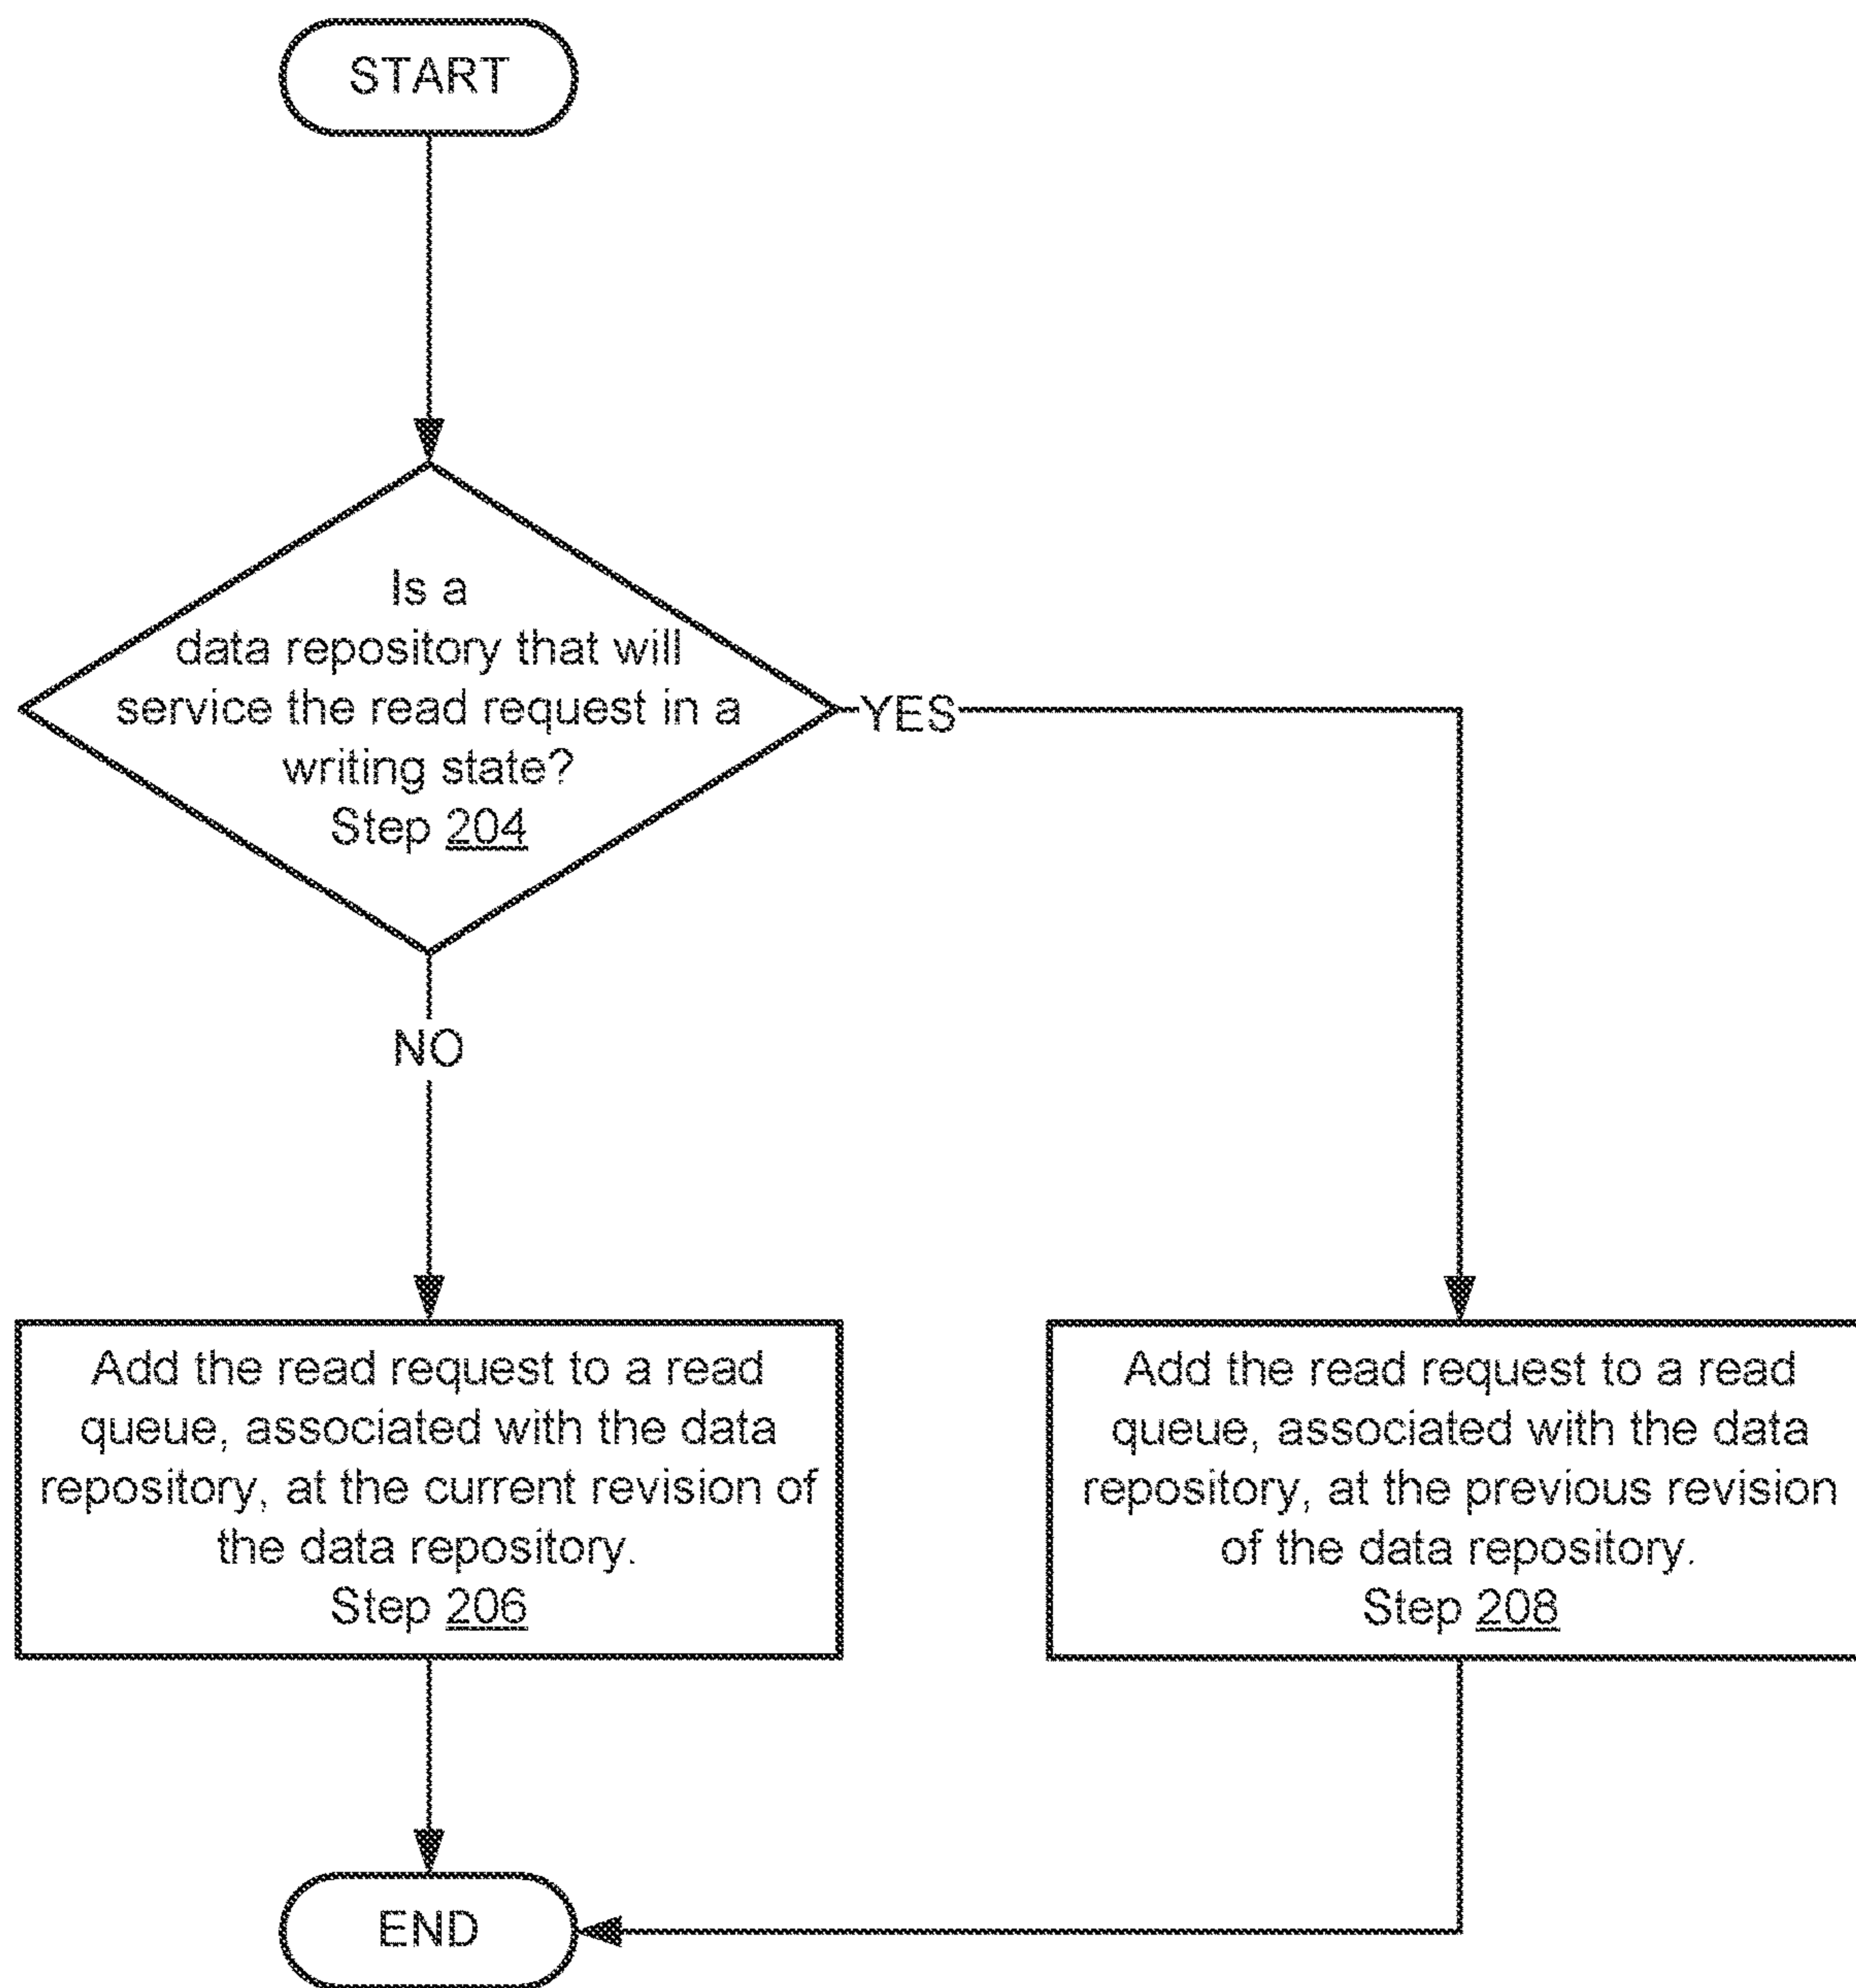 START
Is a
data repository that will
service the read request in a
writing state?
Step 204
YES
NO
Add the read request to a read
queue, associated with the data
repository, at the current revision of
the data repository.
Step 206
Add the read request to a read
queue, associated with the data
repository, at the previous revision
of the data repository.
Step 208
END